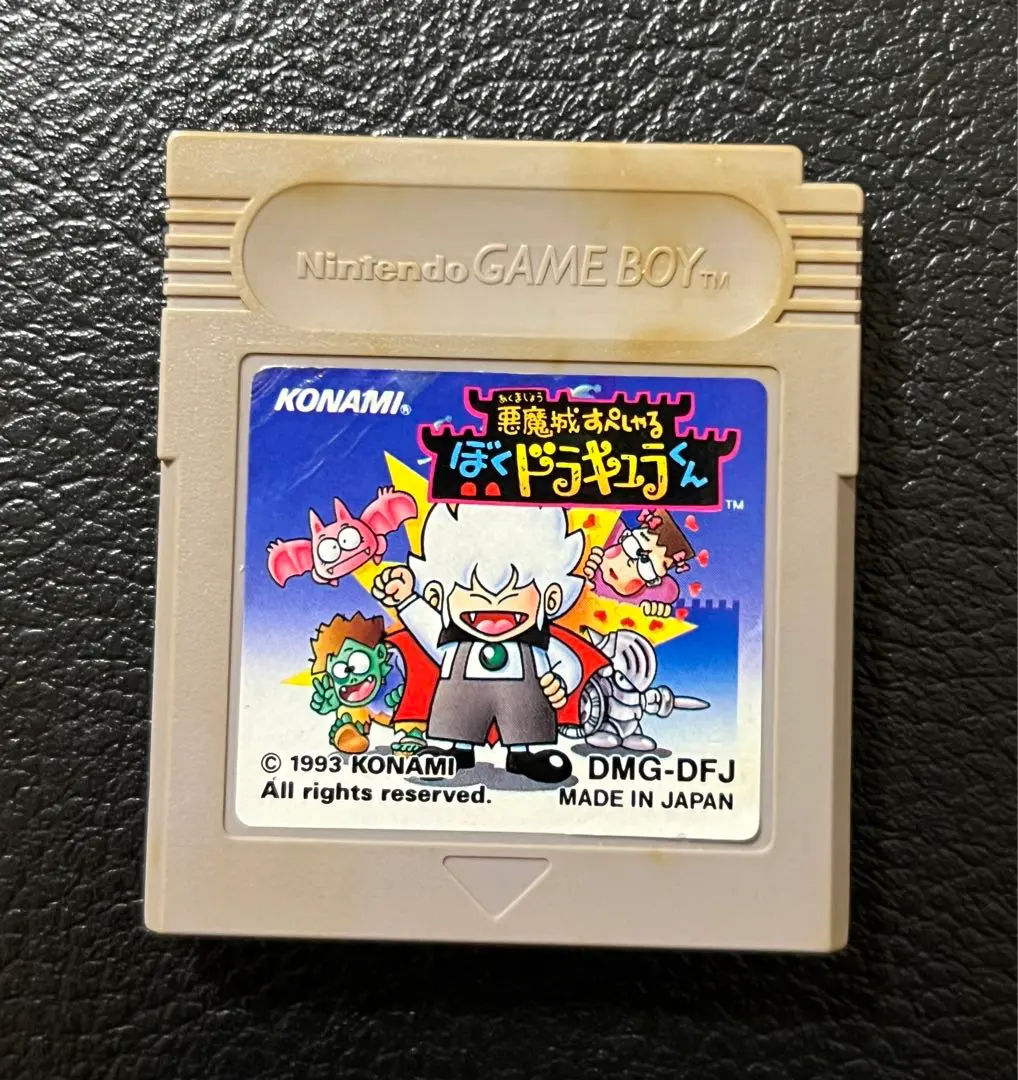 Nintendo GAME BOY TM
KONAMI®
あくまじょう
悪魔城すぺしゃる
ぼくドラキュラくん
TM
© 1993 KONAMI
All rights reserved.
DMG-DFJ
MADE IN JAPAN